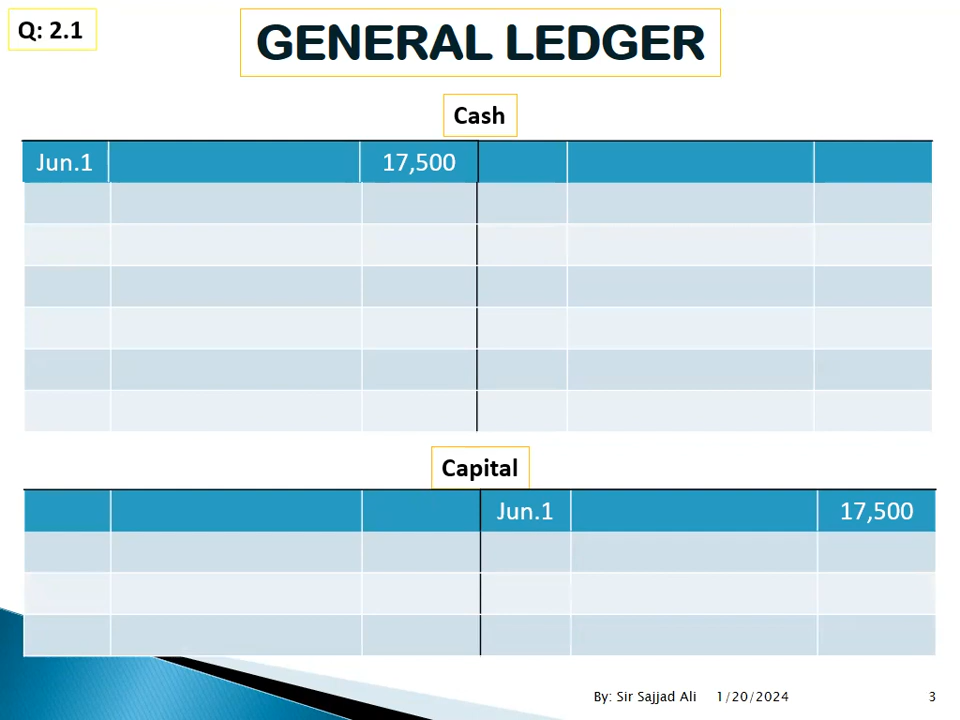 Q: 2.1
GENERAL LEDGER
Cash
Jun.1 17,500
Capital
Jun.1 17,500
By: Sir Sajjad Ali 1/20/2024 3